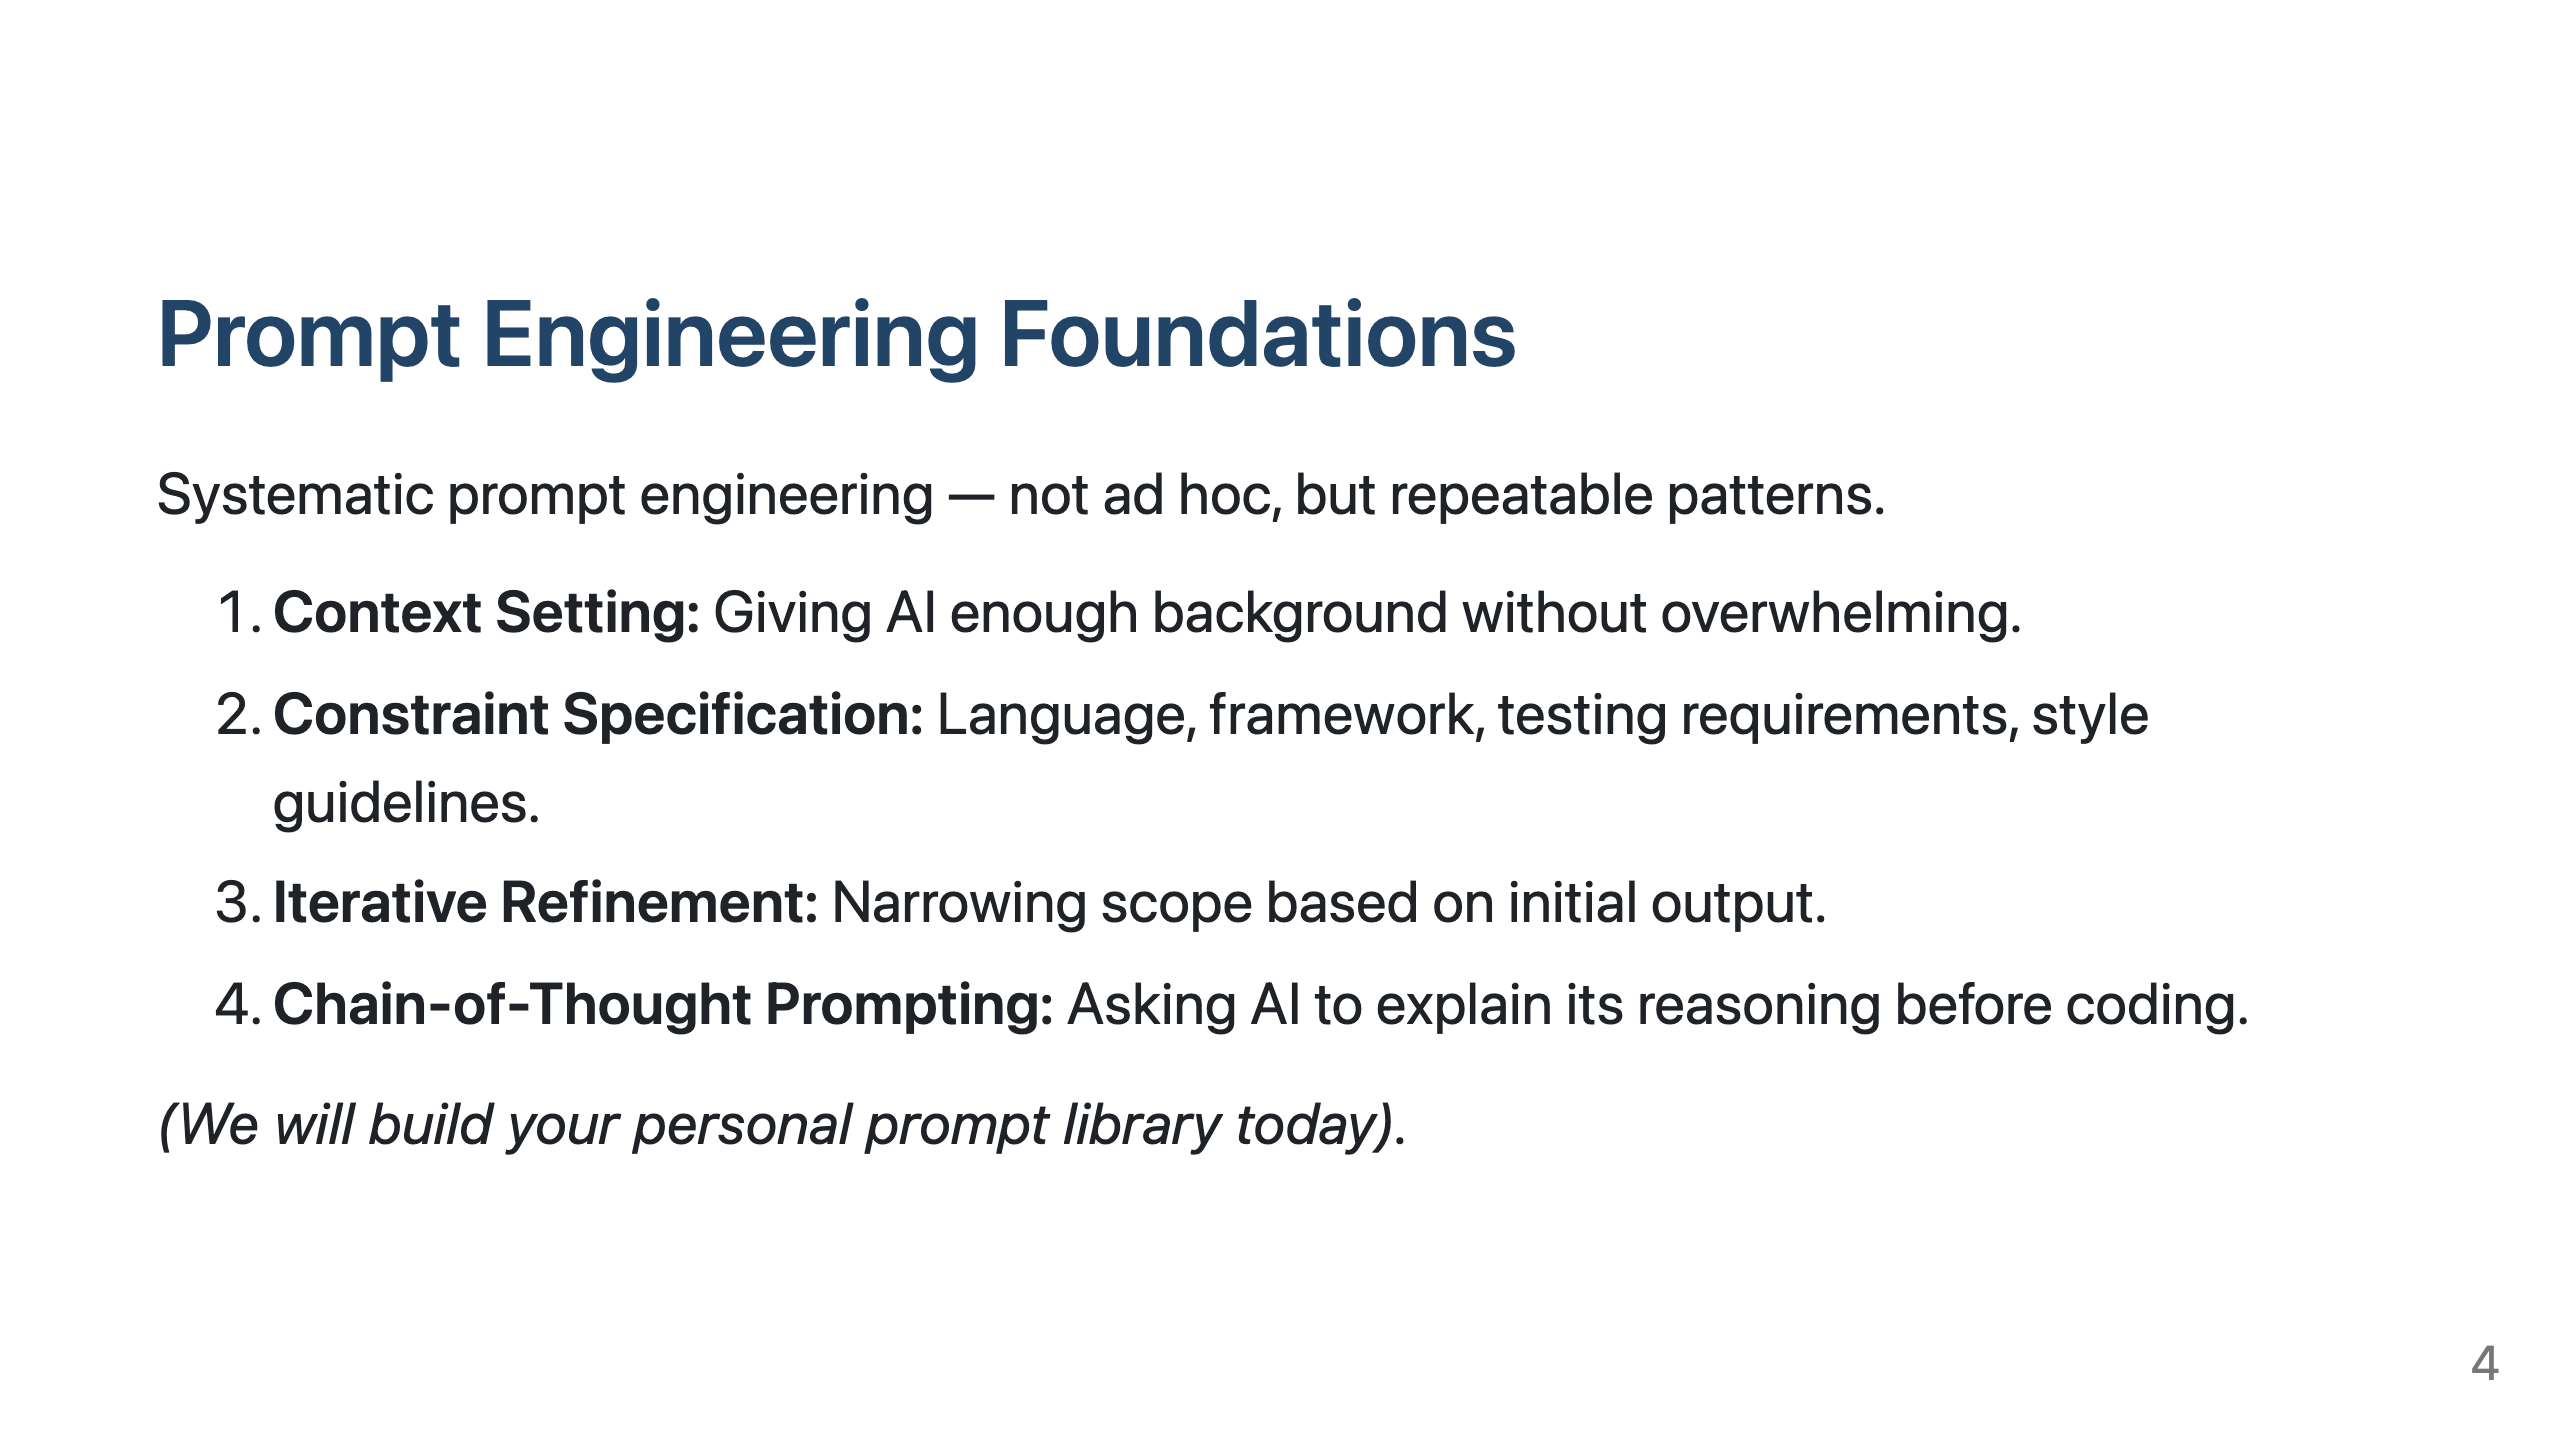 Prompt Engineering Foundations
Systematic prompt engineering — not ad hoc, but repeatable patterns.
1. Context Setting: Giving AI enough background without overwhelming.
2. Constraint Specification: Language, framework, testing requirements, style
guidelines.
3. Iterative Refinement: Narrowing scope based on initial output.
4. Chain-of-Thought Prompting: Asking AI to explain its reasoning before coding.
(We will build your personal prompt library today).
4